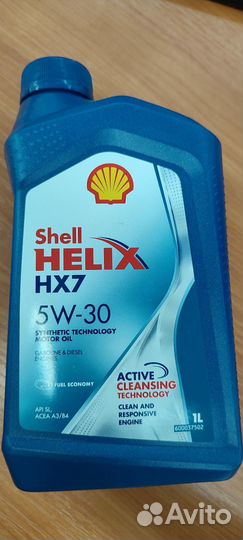 Shell
HELIX
HX7
5W-30
SYNTHETIC TECHNOLOGY
MOTOR OIL
GASOLINE & DIESEL
ENGINES
FUEL ECONOMY
ACTIVE
CLEANSING
TECHNOLOGY
CLEAN AND
RESPONSIVE
ENGINE
API SL,
ACEA A3/B4
1L
600037502
Avito